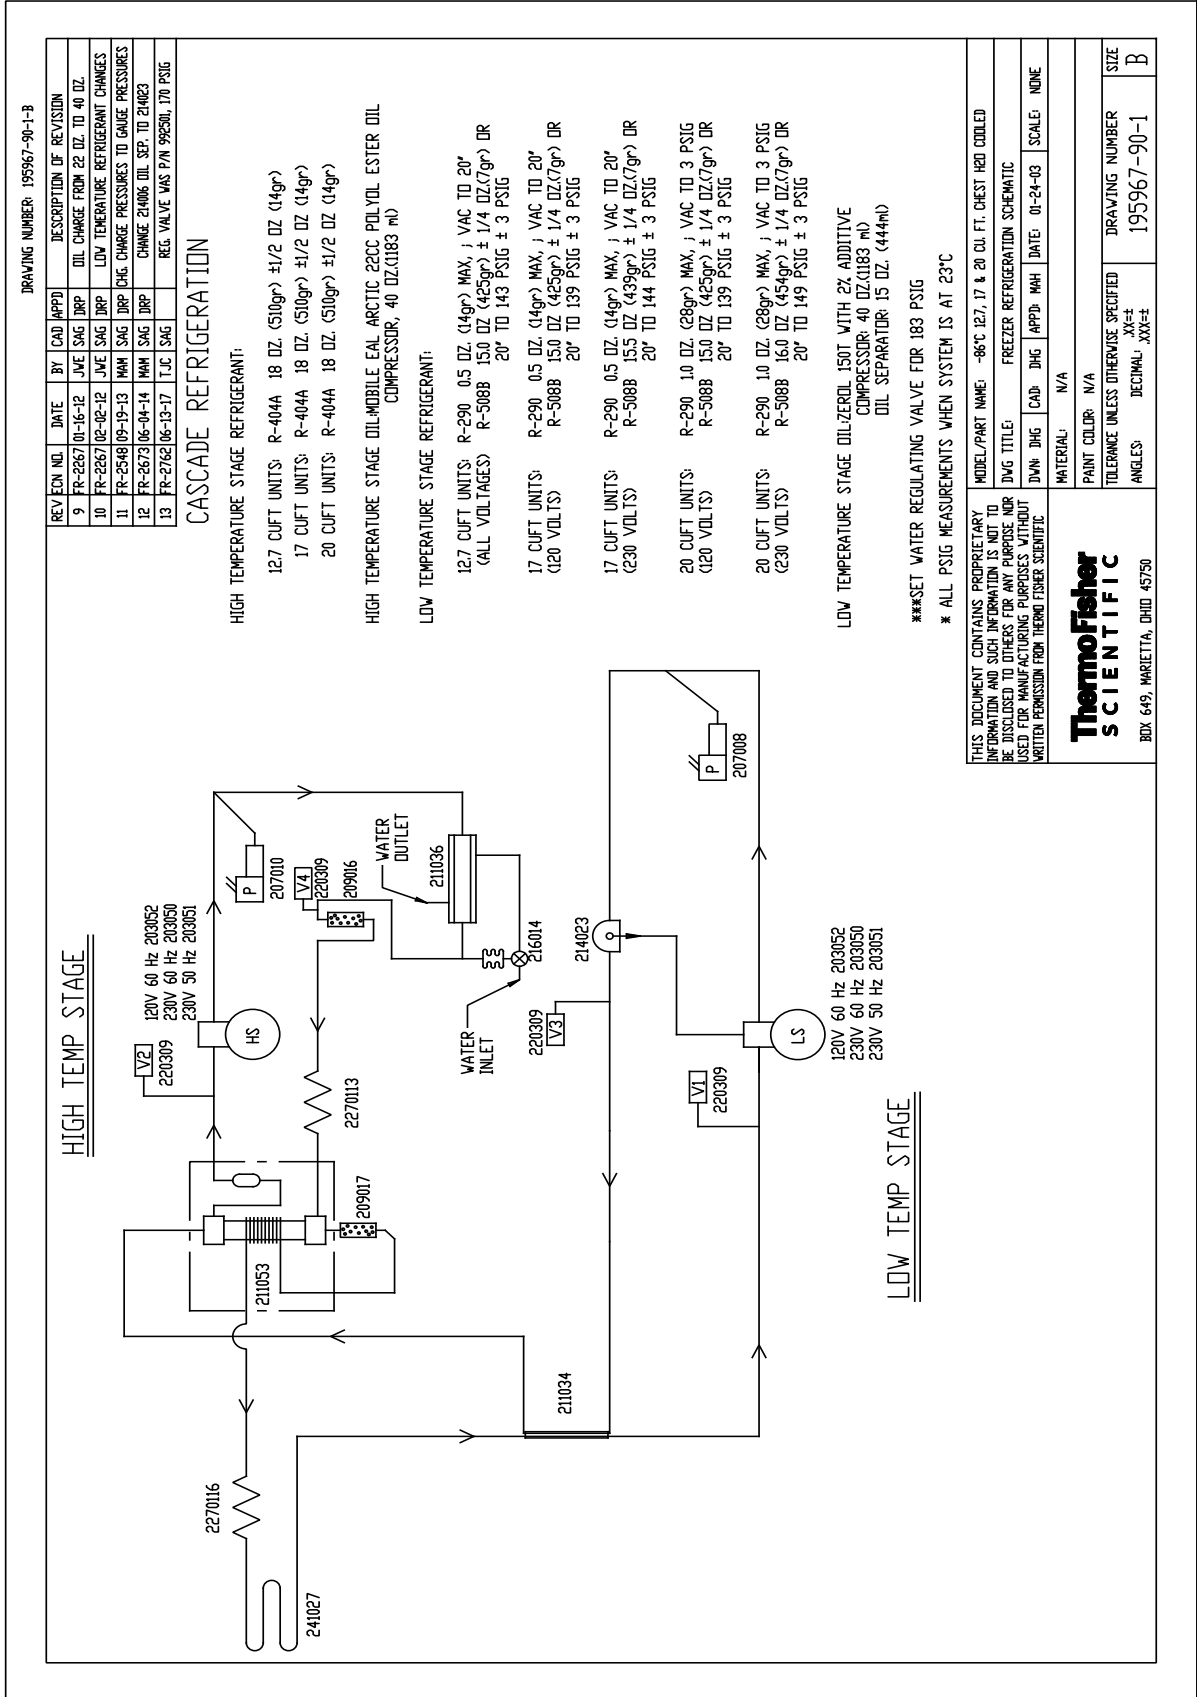 DRAWING NUMBER: 195967-90-1-B
REV ECN NO. DATE BY CAD APPD DESCRIPTION OF REVISION
9 FR-2267 01-16-12 JWE SAG DRP OIL CHARGE FROM 22 OZ. TO 40 OZ.
10 FR-2267 02-02-12 JWE SAG DRP LOW TEMERATURE REFRIGERANT CHANGES
11 FR-2548 09-19-13 MAM SAG DRP CHG. CHARGE PRESSURES TO GAUGE PRESSURES
12 FR-2673 06-04-14 MAM SAG DRP CHANGE 214006 OIL SEP. TO 214023
13 FR-2762 06-13-17 TJC SAG REG. VALVE WAS P/N 992501, 170 PSIG
CASCADE REFRIGERATION
HIGH TEMPERATURE STAGE REFRIGERANT:
12.7 CUFT UNITS: R-404A 18 OZ. (510gr) ±1/2 OZ (14gr)
17 CUFT UNITS: R-404A 18 OZ. (510gr) ±1/2 OZ (14gr)
20 CUFT UNITS: R-404A 18 OZ. (510gr) ±1/2 OZ (14gr)
HIGH TEMPERATURE STAGE OIL:MOBILE EAL ARCTIC 22CC POLYOL ESTER OIL
COMPRESSOR, 40 OZ.(1183 ml)
LOW TEMPERATURE STAGE REFRIGERANT:
12.7 CUFT UNITS: R-290 0.5 OZ. (14gr) MAX, ; VAC TO 20"
(ALL VOLTAGES) R-508B 15.0 OZ (425gr) ± 1/4 OZ.(7gr) OR
20" TO 143 PSIG ± 3 PSIG
17 CUFT UNITS: R-290 0.5 OZ. (14gr) MAX, ; VAC TO 20"
(120 VOLTS) R-508B 15.0 OZ (425gr) ± 1/4 OZ.(7gr) OR
20" TO 139 PSIG ± 3 PSIG
17 CUFT UNITS: R-290 0.5 OZ. (14gr) MAX, ; VAC TO 20"
(230 VOLTS) R-508B 15.5 OZ (439gr) ± 1/4 OZ.(7gr) OR
20" TO 144 PSIG ± 3 PSIG
20 CUFT UNITS: R-290 1.0 OZ. (28gr) MAX, ; VAC TO 3 PSIG
(120 VOLTS) R-508B 15.0 OZ (425gr) ± 1/4 OZ.(7gr) OR
20" TO 139 PSIG ± 3 PSIG
20 CUFT UNITS: R-290 1.0 OZ. (28gr) MAX, ; VAC TO 3 PSIG
(230 VOLTS) R-508B 16.0 OZ (454gr) ± 1/4 OZ.(7gr) OR
20" TO 149 PSIG ± 3 PSIG
LOW TEMPERATURE STAGE OIL:ZEROL 150T WITH 2% ADDITIVE
COMPRESSOR: 40 OZ.(1183 ml)
OIL SEPARATOR: 15 OZ. (444ml)
***SET WATER REGULATING VALVE FOR 183 PSIG
* ALL PSIG MEASUREMENTS WHEN SYSTEM IS AT 23°C
HIGH TEMP STAGE
V2
220309
120V 60 Hz 203052
230V 60 Hz 203050
230V 50 Hz 203051
HS
P
207010
V4
220309
209016
WATER
OUTLET
211036
216014
WATER
INLET
2270113
209017
211053
2270116
241027
211034
214023
V3
220309
V1
220309
LS
120V 60 Hz 203052
230V 60 Hz 203050
230V 50 Hz 203051
P
207008
LOW TEMP STAGE
THIS DOCUMENT CONTAINS PROPRIETARY
INFORMATION AND SUCH INFORMATION IS NOT TO
BE DISCLOSED TO OTHERS FOR ANY PURPOSE NOR
USED FOR MANUFACTURING PURPOSES WITHOUT
WRITTEN PERMISSION FROM THERMO FISHER SCIENTIFIC
ThermoFisher
SCIENTIFIC
BOX 649, MARIETTA, OHIO 45750
MODEL/PART NAME: -86°C 12.7, 17 & 20 CU. FT. CHEST H2O COOLED
DWG TITLE: FREEZER REFRIGERATION SCHEMATIC
DWN: DHG CAD: DHG APPD: MAH DATE: 01-24-03 SCALE: NONE
MATERIAL: N/A
PAINT COLOR: N/A
TOLERANCE UNLESS OTHERWISE SPECIFIED
ANGLES: DECIMAL: .XX=±
.XXX=±
DRAWING NUMBER
195967-90-1
SIZE
B